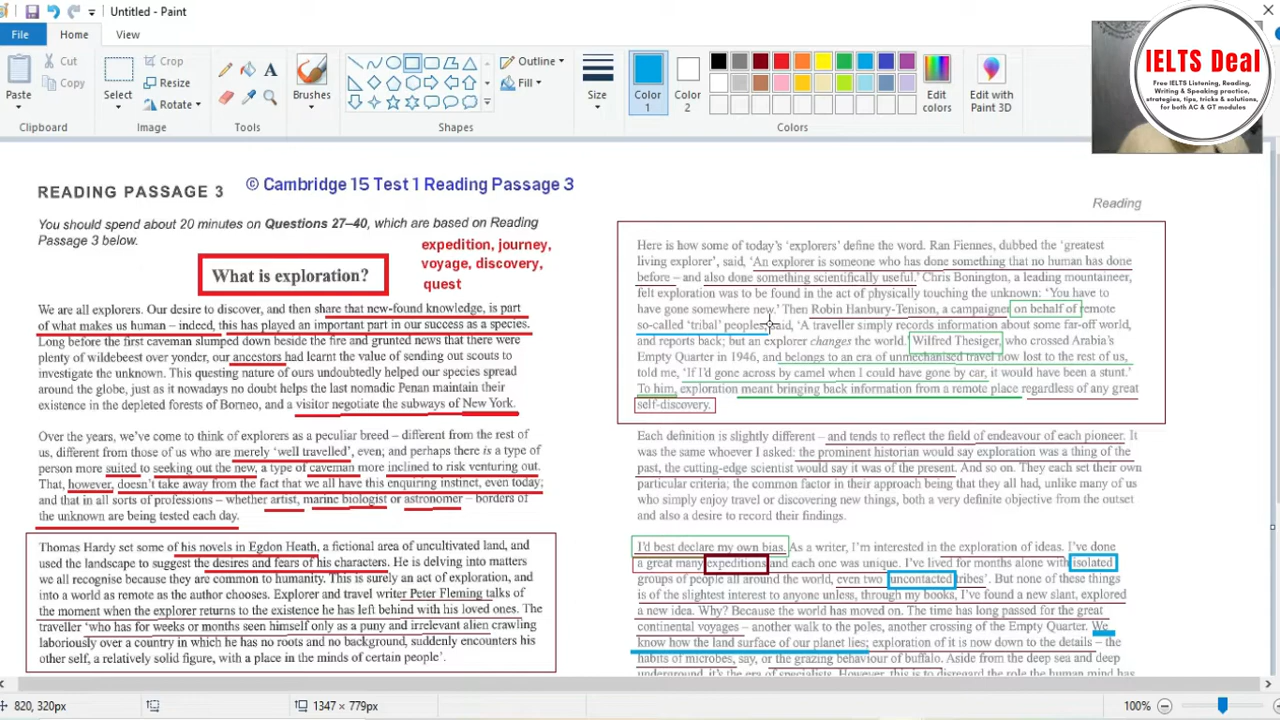 Untitled - Paint
File
Home
View
Paste
Cut
Copy
Clipboard
Select
Crop
Resize
Rotate
Image
Tools
Brushes
Shapes
Outline
Fill
Size
Color
1
Color
2
Colors
Edit
colors
Edit with
Paint 3D
IELTS Deal
Free IELTS Listening, Reading,
Writing & Speaking practice,
strategies, tips, tricks & solutions,
for both AC & GT modules
READING PASSAGE 3
© Cambridge 15 Test 1 Reading Passage 3
You should spend about 20 minutes on Questions 27–40, which are based on Reading
Passage 3 below.
expedition, journey,
voyage, discovery,
quest
What is exploration?
We are all explorers. Our desire to discover, and then share that new-found knowledge, is part
of what makes us human – indeed, this has played an important part in our success as a species.
Long before the first caveman slumped down beside the fire and grunted news that there were
plenty of wildebeest over yonder, our ancestors had learnt the value of sending out scouts to
investigate the unknown. This questing nature of ours undoubtedly helped our species spread
around the globe, just as it nowadays no doubt helps the last nomadic Penan maintain their
existence in the depleted forests of Borneo, and a visitor negotiate the subways of New York.
Over the years, we've come to think of explorers as a peculiar breed – different from the rest of
us, different from those of us who are merely 'well travelled', even; and perhaps there is a type of
person more suited to seeking out the new, a type of caveman more inclined to risk venturing out.
That, however, doesn't take away from the fact that we all have this enquiring instinct, even today;
and that in all sorts of professions – whether artist, marine biologist or astronomer – borders of
the unknown are being tested each day.
Thomas Hardy set some of his novels in Egdon Heath, a fictional area of uncultivated land, and
used the landscape to suggest the desires and fears of his characters. He is delving into matters
we all recognise because they are common to humanity. This is surely an act of exploration, and
into a world as remote as the author chooses. Explorer and travel writer Peter Fleming talks of
the moment when the explorer returns to the existence he has left behind with his loved ones. The
traveller 'who has for weeks or months seen himself only as a puny and irrelevant alien crawling
laboriously over a country in which he has no roots and no background, suddenly encounters his
other self, a relatively solid figure, with a place in the minds of certain people'.
Reading
Here is how some of today's 'explorers' define the word. Ran Fiennes, dubbed the 'greatest
living explorer', said, 'An explorer is someone who has done something that no human has done
before – and also done something scientifically useful.' Chris Bonington, a leading mountaineer,
felt exploration was to be found in the act of physically touching the unknown: 'You have to
have gone somewhere new.' Then Robin Hanbury-Tenison, a campaigner on behalf of remote
so-called 'tribal' peoples, said, 'A traveller simply records information about some far-off world,
and reports back; but an explorer changes the world.' Wilfred Thesiger, who crossed Arabia's
Empty Quarter in 1946, and belongs to an era of unmechanised travel now lost to the rest of us,
told me, 'If I'd gone across by camel when I could have gone by car, it would have been a stunt.'
To him, exploration meant bringing back information from a remote place regardless of any great
self-discovery.
Each definition is slightly different – and tends to reflect the field of endeavour of each pioneer. It
was the same whoever I asked: the prominent historian would say exploration was a thing of the
past, the cutting-edge scientist would say it was of the present. And so on. They each set their own
particular criteria; the common factor in their approach being that they all had, unlike many of us
who simply enjoy travel or discovering new things, both a very definite objective from the outset
and also a desire to record their findings.
I'd best declare my own bias. As a writer, I'm interested in the exploration of ideas. I've done
a great many expeditions and each one was unique. I've lived for months alone with isolated
groups of people all around the world, even two 'uncontacted tribes'. But none of these things
is of the slightest interest to anyone unless, through my books, I've found a new slant, explored
a new idea. Why? Because the world has moved on. The time has long passed for the great
continental voyages – another walk to the poles, another crossing of the Empty Quarter. We
know how the land surface of our planet lies; exploration of it is now down to the details – the
habits of microbes, say, or the grazing behaviour of buffalo. Aside from the deep sea and deep
underground, it's the era of specialists. However, this is to disregard the role the human mind has
820, 320px
1347 × 779px
100%